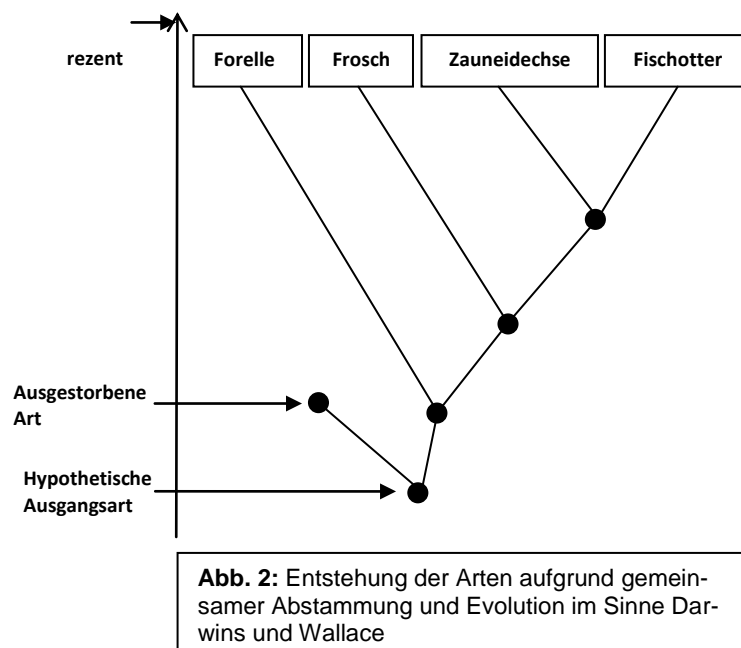 rezent
Forelle
Frosch
Zauneidechse
Fischotter
Ausgestorbene
Art
Hypothetische
Ausgangsart
Abb. 2: Entstehung der Arten aufgrund gemein-
samer Abstammung und Evolution im Sinne Dar-
wins und Wallace